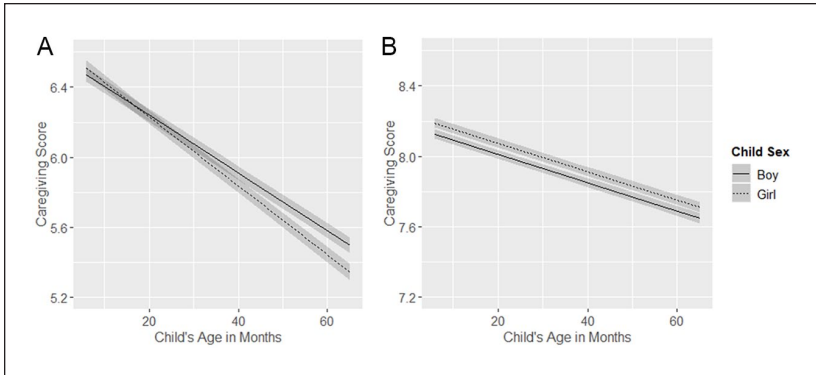 A
B
6.4
6.0
5.6
5.2
Caregiving Score
20
40
60
Child's Age in Months
8.4
8.0
7.6
7.2
Caregiving Score
20
40
60
Child's Age in Months
Child Sex
Boy
Girl